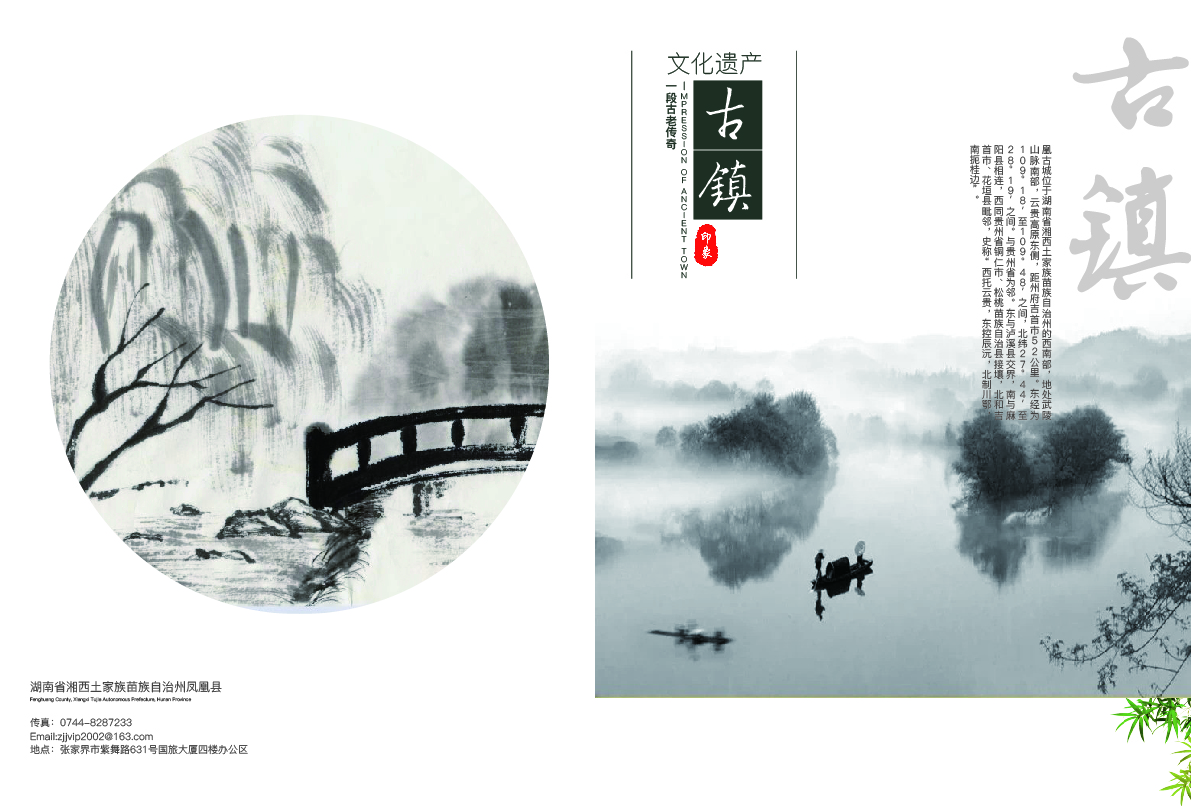 文化遗产
古镇
印象
IMPRESSION OF ANCIENT TOWN
一段古老传奇
古镇
凰古城位于湖南省湘西土家族苗族自治州的西南部，地处武陵
山脉南部，云贵高原东侧，距州府吉首市52公里。东经为
109°18′至109°48′之间，北纬27°44′至
28°19′之间。与贵州省为邻。东与泸溪县交界，南与麻
阳县相连，西同贵州省铜仁市、松桃苗族自治县接壤，北和吉
首市、花垣县毗邻，史称“西托云贵，东控辰沅，北制川鄂，
南扼桂边”。
湖南省湘西土家族苗族自治州凤凰县
Fenghuang County, Xiangxi Tujia Autonomous Prefecture, Hunan Province
传真：0744-8287233
Email:zjjvip2002@163.com
地点：张家界市紫舞路631号国旅大厦四楼办公区